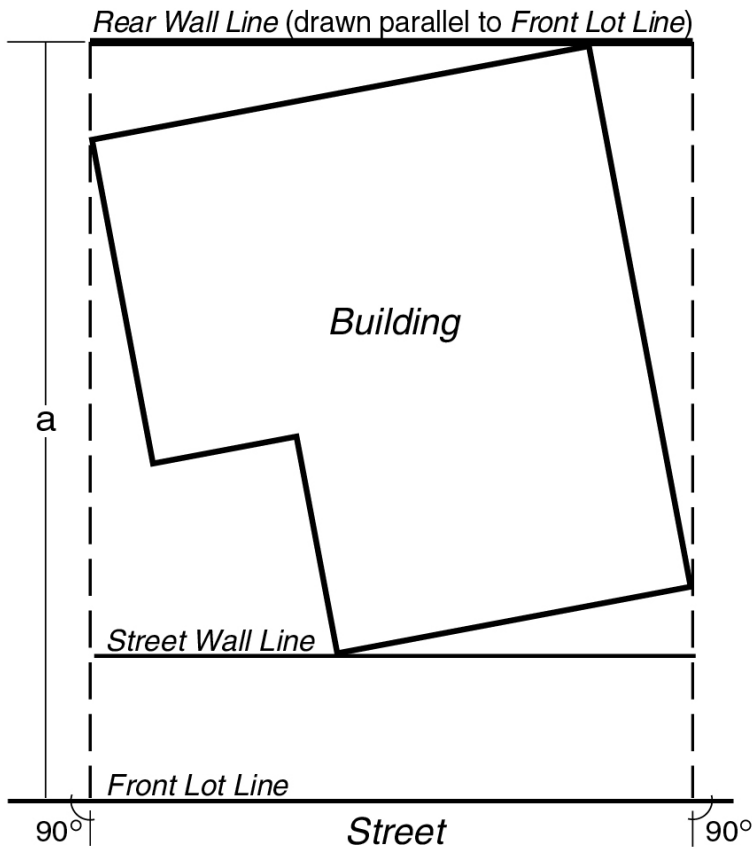 Rear Wall Line (drawn parallel to Front Lot Line)
Building
a
Street Wall Line
Front Lot Line
90° Street 90°